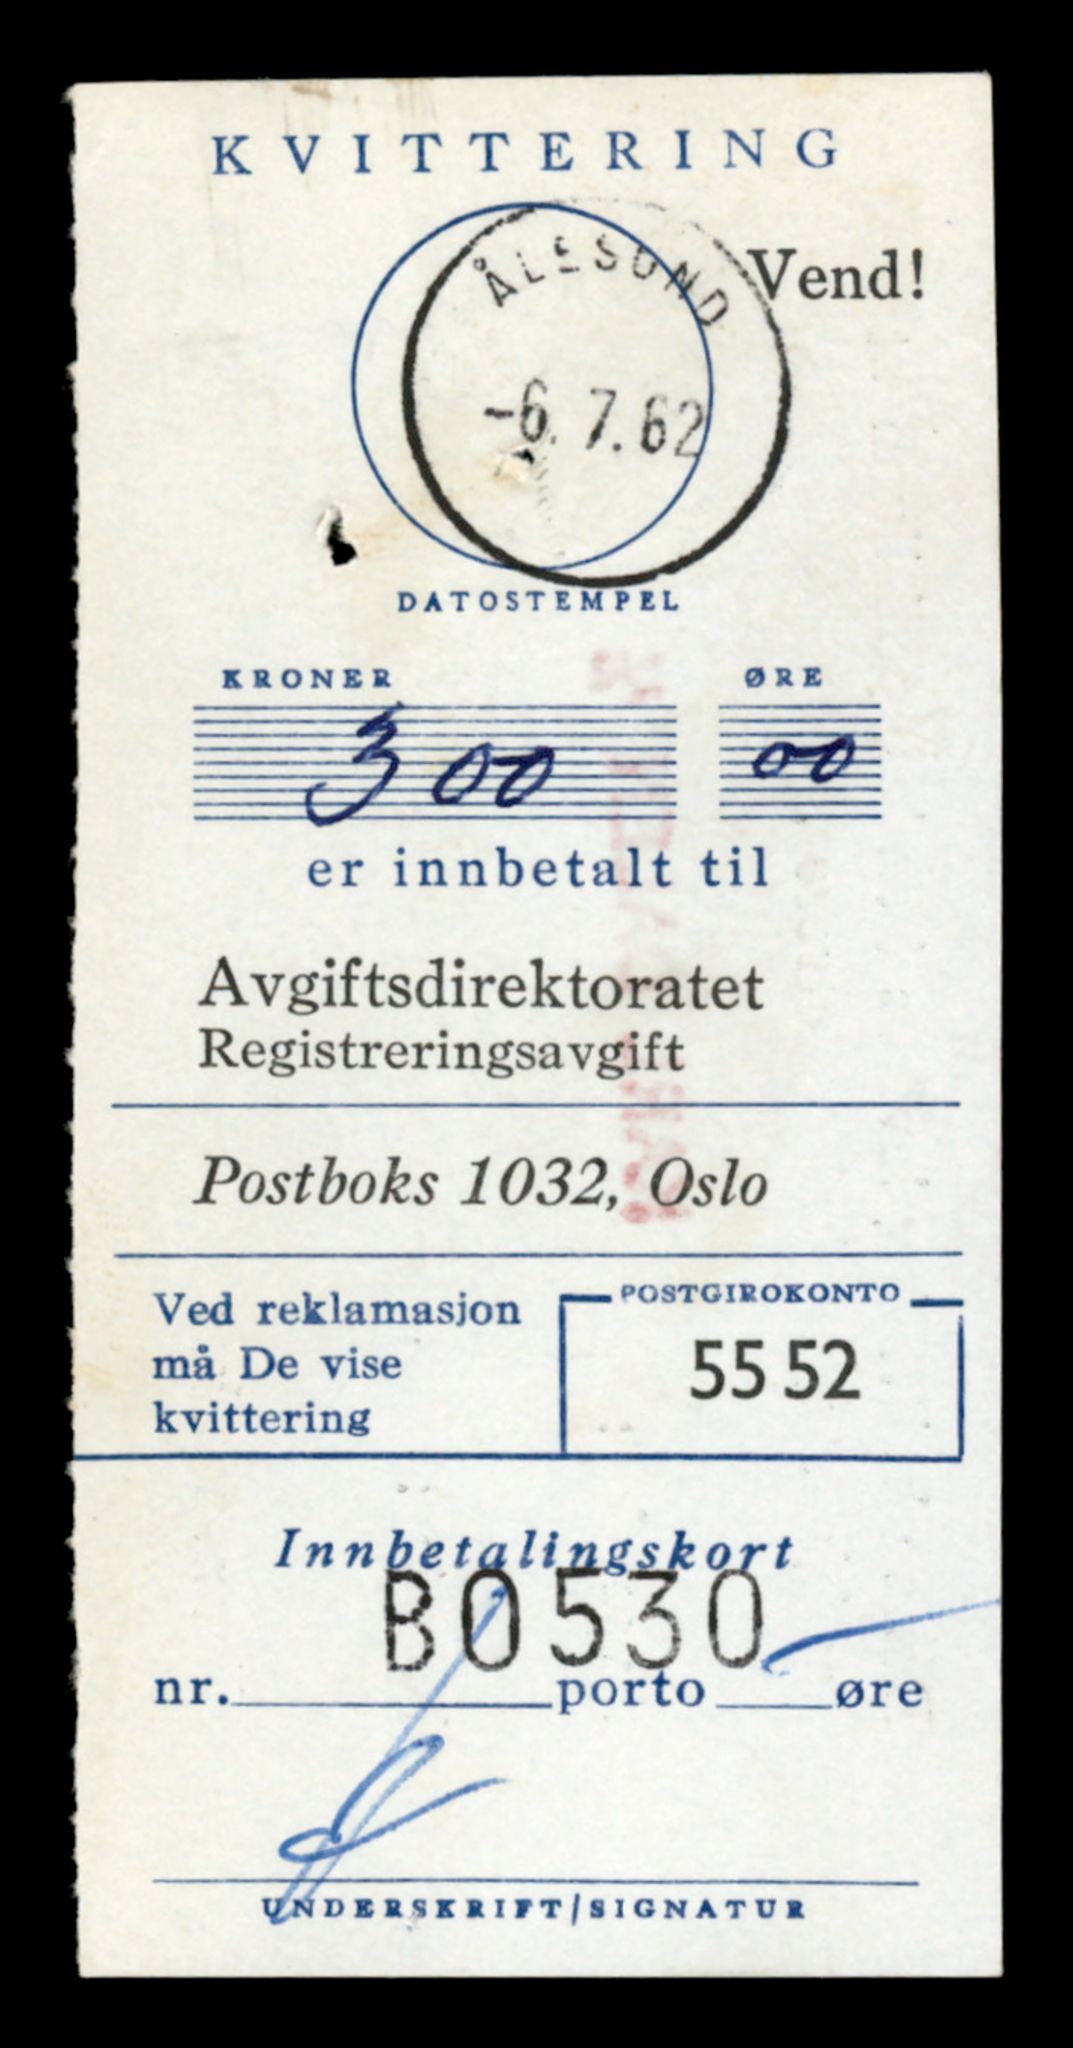 KVITTERING
ÅLESUND
Vend!
-6. 7. 62
DATOSTEMPEL
KRONER ØRE
300 00
er innbetalt til
Avgiftsdirektoratet
Registreringsavgift
Postboks 1032, Oslo
Ved reklamasjon
må De vise
kvittering
POSTGIROKONTO
55 52
Innbetalingskort
B0530
nr. porto øre
UNDERSKRIFT/SIGNATUR